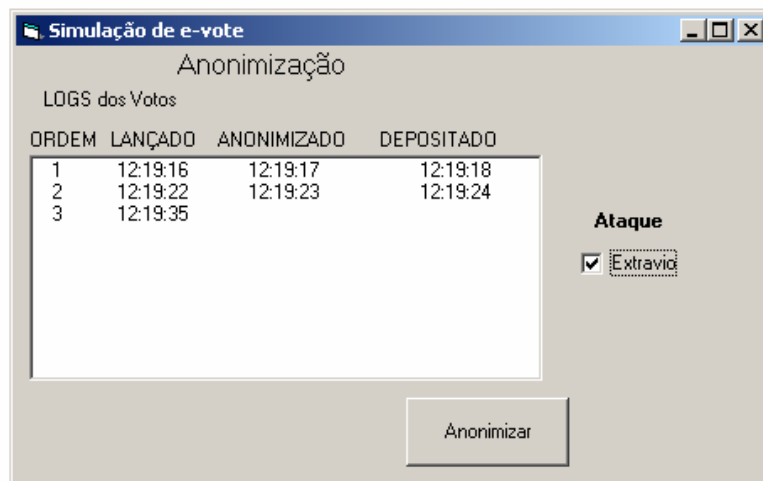 Simulação de e-vote
Anonimização
LOGS dos Votos
ORDEM LANÇADO ANONIMIZADO DEPOSITADO
1 12:19:16 12:19:17 12:19:18
2 12:19:22 12:19:23 12:19:24
3 12:19:35
Ataque
Extravio
Anonimizar